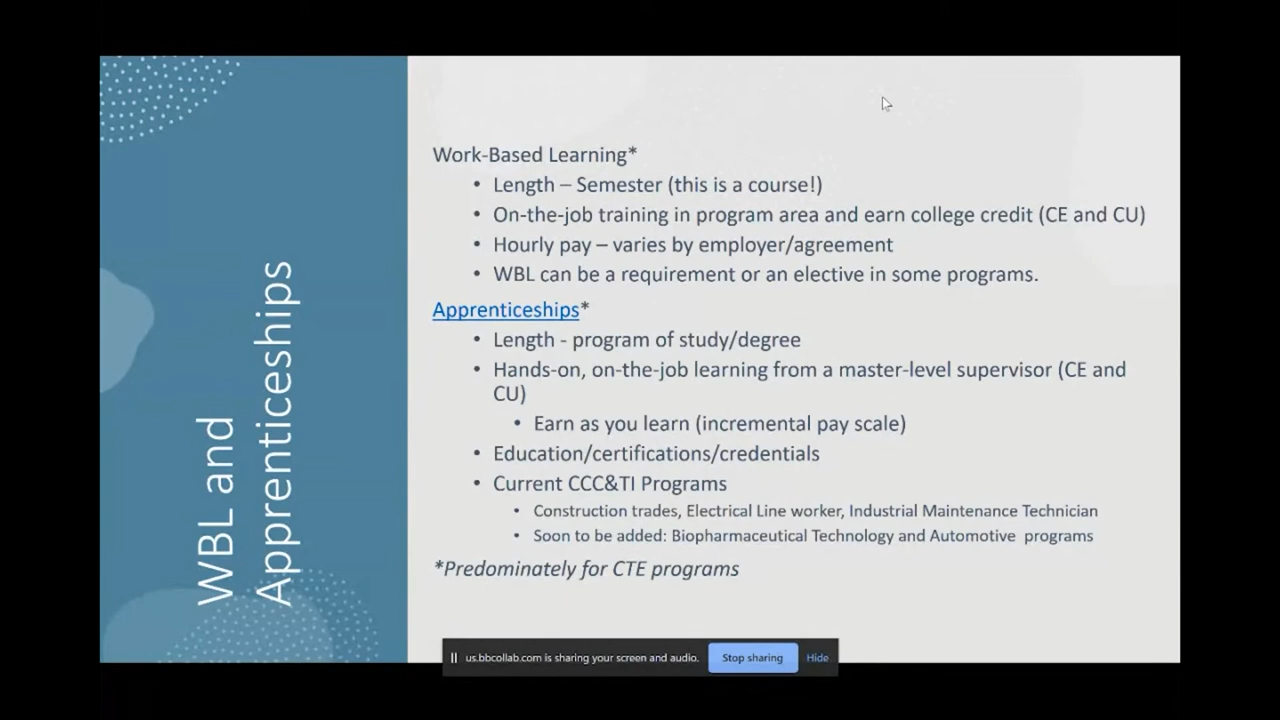 WBL and
Apprenticeships
Work-Based Learning*
• Length – Semester (this is a course!)
• On-the-job training in program area and earn college credit (CE and CU)
• Hourly pay – varies by employer/agreement
• WBL can be a requirement or an elective in some programs.
Apprenticeships*
• Length - program of study/degree
• Hands-on, on-the-job learning from a master-level supervisor (CE and
CU)
• Earn as you learn (incremental pay scale)
• Education/certifications/credentials
• Current CCC&TI Programs
• Construction trades, Electrical Line worker, Industrial Maintenance Technician
• Soon to be added: Biopharmaceutical Technology and Automotive programs
*Predominately for CTE programs
us.bbcollab.com is sharing your screen and audio. Stop sharing Hide